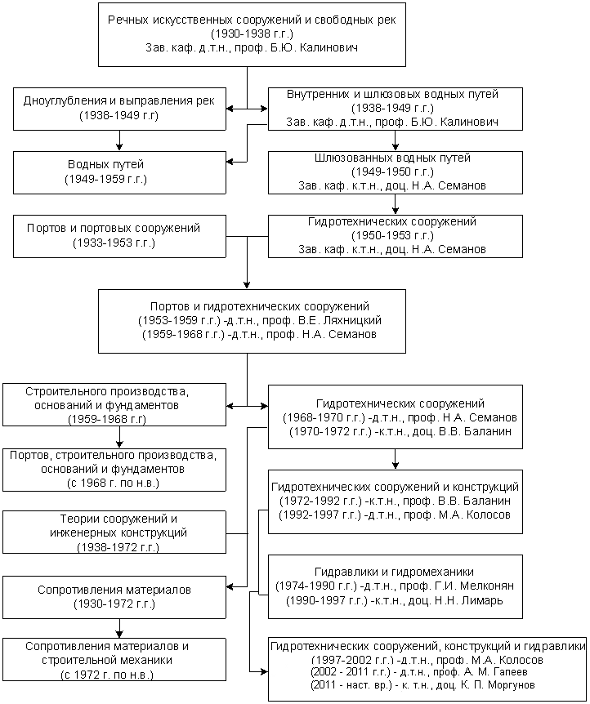 Речных искусственных сооружений и свободных рек
(1930-1938 г.г.)
Зав. каф. д.т.н., проф. Б.Ю. Калинович
Дноуглубления и выправления рек
(1938-1949 г.г)
Внутренних и шлюзовых водных путей
(1938-1949 г.г.)
Зав. каф. д.т.н., проф. Б.Ю. Калинович
Водных путей
(1949-1959 г.г.)
Шлюзованных водных путей
(1949-1950 г.г.)
Зав. каф. к.т.н., доц. Н.А. Семанов
Портов и портовых сооружений
(1933-1953 г.г.)
Гидротехнических сооружений
(1950-1953 г.г.)
Зав. каф. к.т.н., доц. Н.А. Семанов
Портов и гидротехнических сооружений
(1953-1959 г.г.) -д.т.н., проф. В.Е. Ляхницкий
(1959-1968 г.г.) -д.т.н., проф. Н.А. Семанов
Строительного производства,
оснований и фундаментов
(1959-1968 г.г)
Гидротехнических сооружений
(1968-1970 г.г.) -д.т.н., проф. Н.А. Семанов
(1970-1972 г.г.) -к.т.н., доц. В.В. Баланин
Портов, строительного производства,
оснований и фундаментов
(с 1968 г. по н.в.)
Гидротехнических сооружений и конструкций
(1972-1992 г.г.) -к.т.н., проф. В.В. Баланин
(1992-1997 г.г.) -д.т.н., проф. М.А. Колосов
Теории сооружений и
инженерных конструкций
(1938-1972 г.г.)
Гидравлики и гидромеханики
(1974-1990 г.г.) -д.т.н., проф. Г.И. Мелконян
(1990-1997 г.г.) -к.т.н., доц. Н.Н. Лимарь
Сопротивления материалов
(1930-1972 г.г.)
Сопротивления материалов и
строительной механики
(с 1972 г. по н.в.)
Гидротехнических сооружений, конструкций и гидравлики
(1997-2002 г.г.) -д.т.н., проф. М.А. Колосов
(2002 - 2011 г.г.) - д.т.н., проф. А. М. Гапеев
(2011 - наст. вр.) - к. т.н., доц. К. П. Моргунов